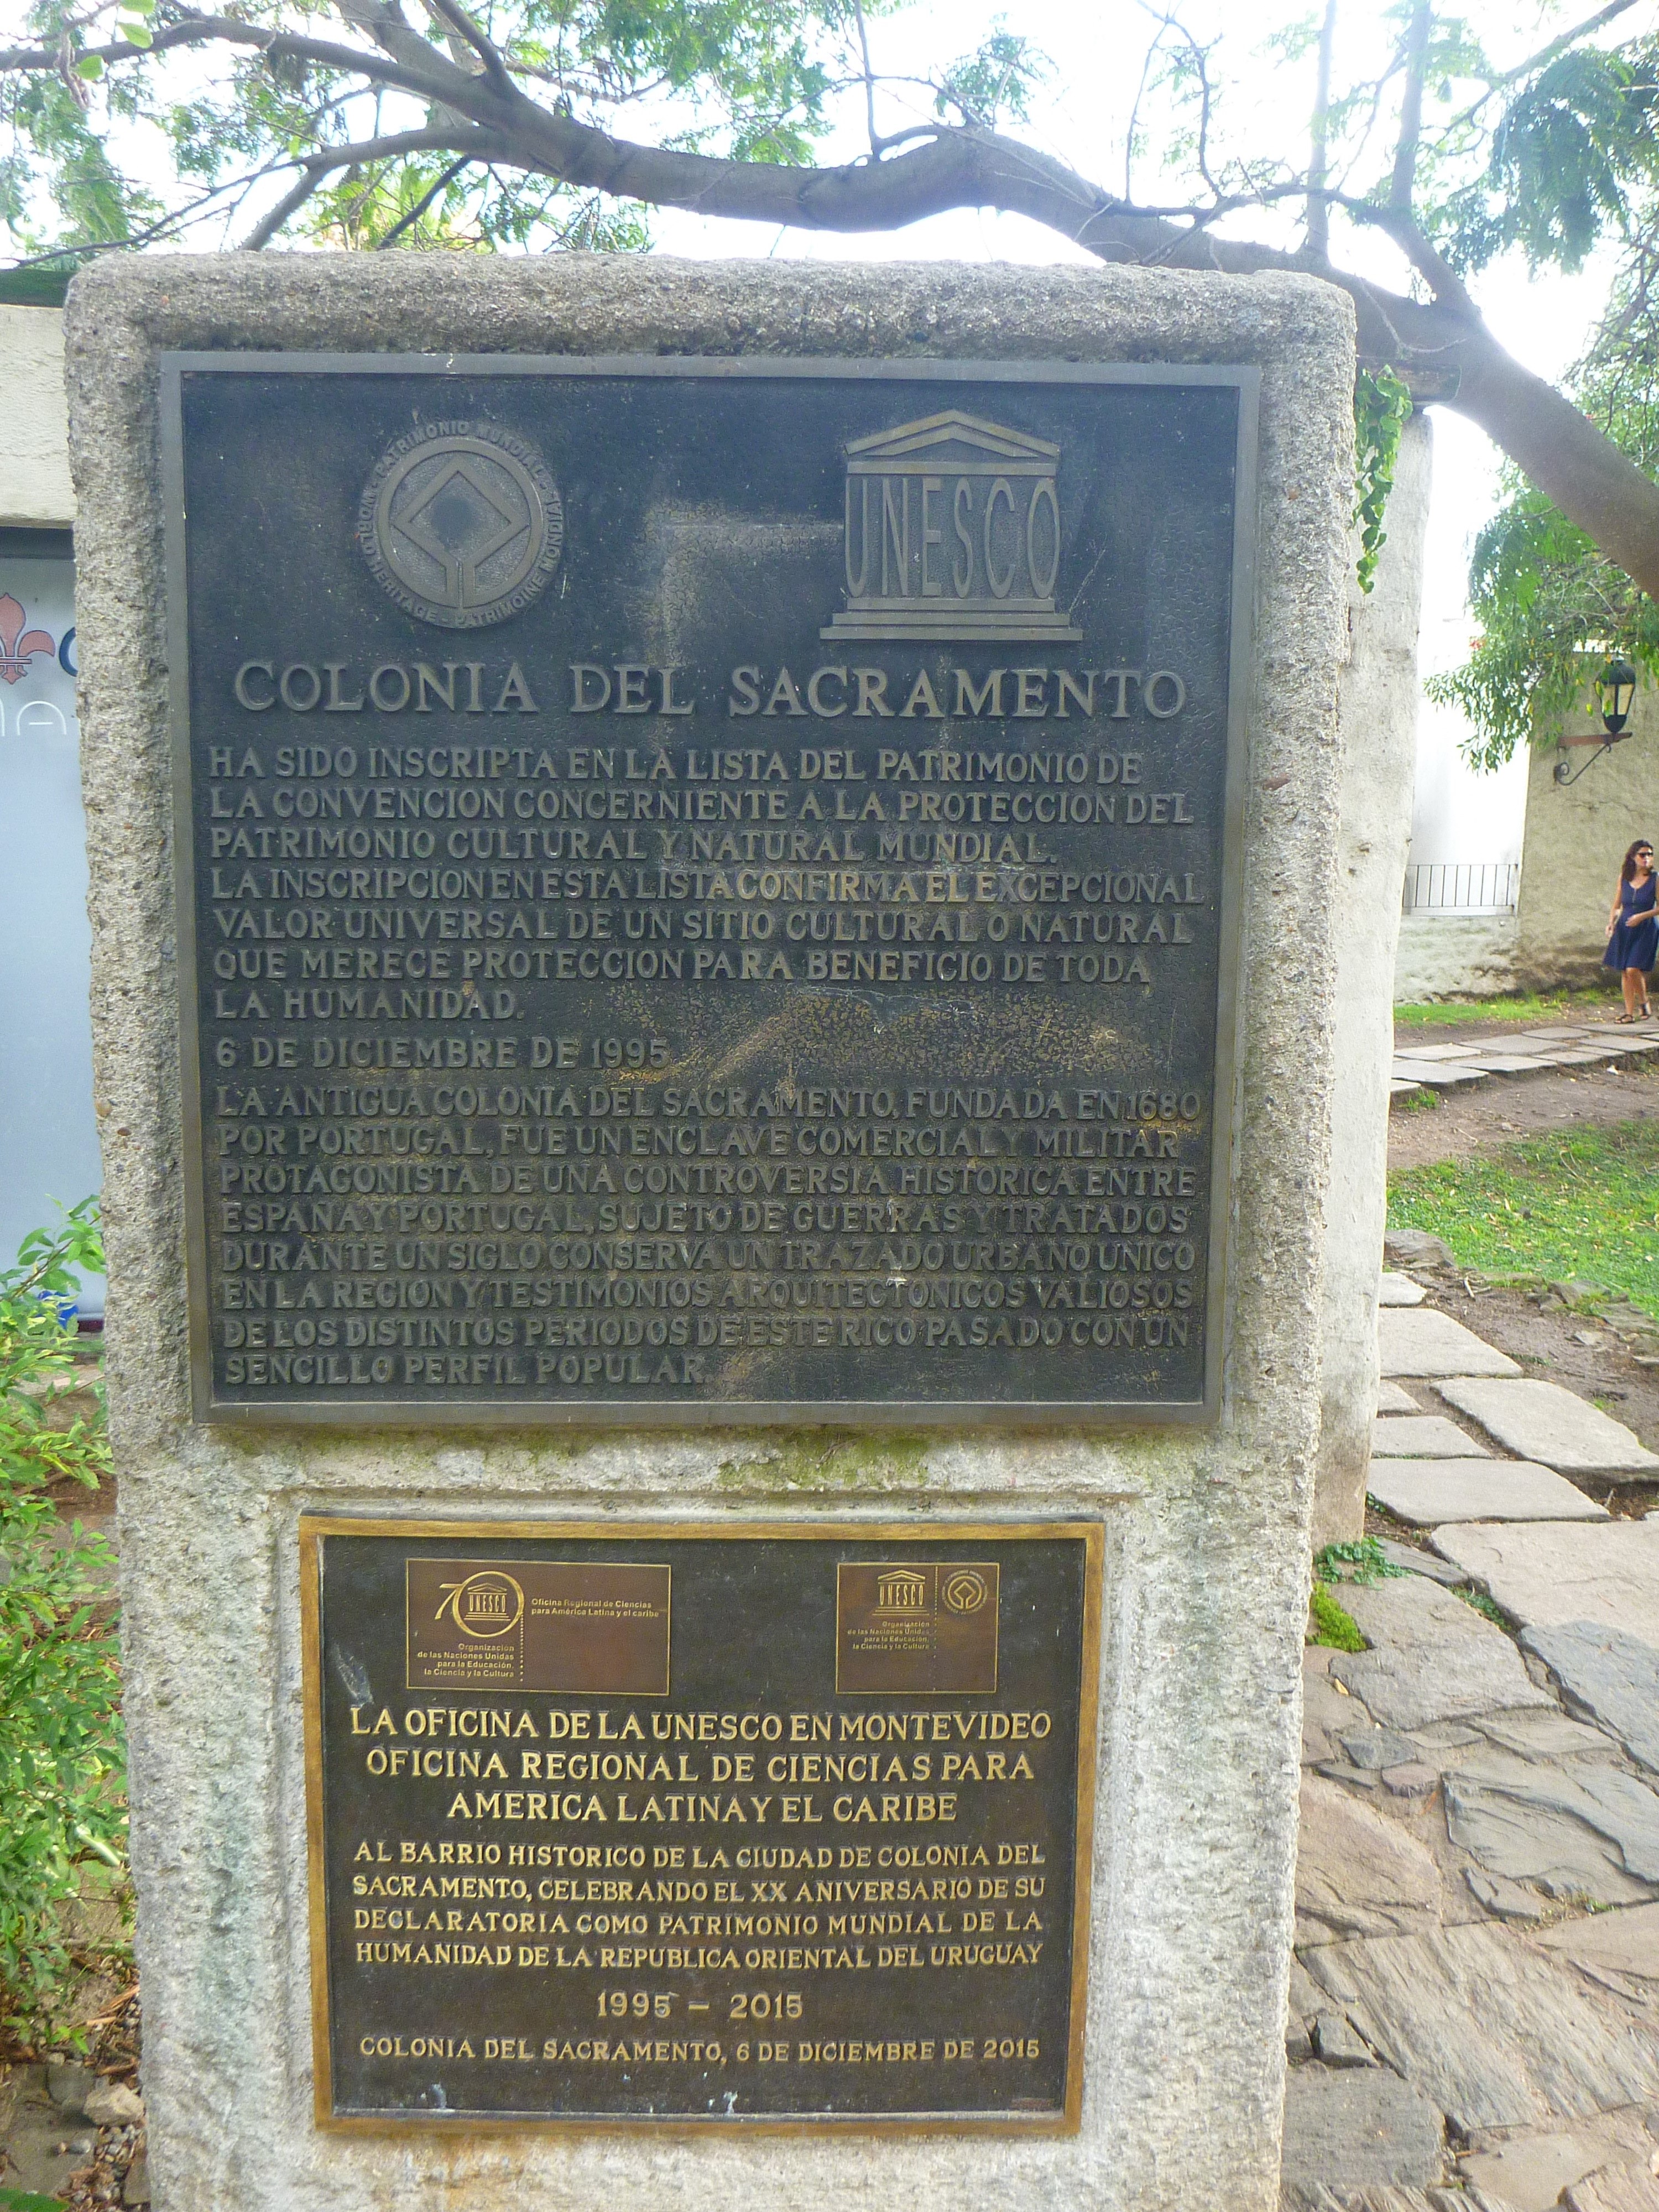 PATRIMONIO MUNDIAL - WORLD HERITAGE - PATRIMOINE MONDIAL
UNESCO
COLONIA DEL SACRAMENTO
HA SIDO INSCRIPTA EN LA LISTA DEL PATRIMONIO DE
LA CONVENCION CONCERNIENTE A LA PROTECCION DEL
PATRIMONIO CULTURAL Y NATURAL MUNDIAL.
LA INSCRIPCION EN ESTA LISTA CONFIRMA EL EXCEPCIONAL
VALOR UNIVERSAL DE UN SITIO CULTURAL O NATURAL
QUE MERECE PROTECCION PARA BENEFICIO DE TODA
LA HUMANIDAD.
6 DE DICIEMBRE DE 1995
LA ANTIGUA COLONIA DEL SACRAMENTO, FUNDADA EN 1680
POR PORTUGAL, FUE UN ENCLAVE COMERCIAL Y MILITAR
PROTAGONISTA DE UNA CONTROVERSIA HISTORICA ENTRE
ESPAÑA Y PORTUGAL, SUJETO DE GUERRAS Y TRATADOS
DURANTE UN SIGLO CONSERVA UN TRAZADO URBANO UNICO
EN LA REGION Y TESTIMONIOS ARQUITECTONICOS VALIOSOS
DE LOS DISTINTOS PERIODOS DE ESTE RICO PASADO CON UN
SENCILLO PERFIL POPULAR.
70 UNESCO
Oficina Regional de Ciencias
para América Latina y el caribe
Organización
de las Naciones Unidas
para la Educación,
la Ciencia y la Cultura
UNESCO
Organización
de las Naciones Unidas
para la Educación,
la Ciencia y la Cultura
LA OFICINA DE LA UNESCO EN MONTEVIDEO
OFICINA REGIONAL DE CIENCIAS PARA
AMERICA LATINA Y EL CARIBE
AL BARRIO HISTORICO DE LA CIUDAD DE COLONIA DEL
SACRAMENTO, CELEBRANDO EL XX ANIVERSARIO DE SU
DECLARATORIA COMO PATRIMONIO MUNDIAL DE LA
HUMANIDAD DE LA REPUBLICA ORIENTAL DEL URUGUAY
1995 - 2015
COLONIA DEL SACRAMENTO, 6 DE DICIEMBRE DE 2015